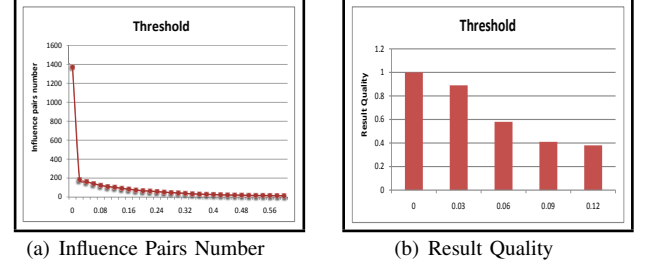 Threshold
Influence pairs number
1600
1400
1200
1000
800
600
400
200
0
0 0.08 0.16 0.24 0.32 0.4 0.48 0.56
(a) Influence Pairs Number
Threshold
Result Quality
1.2
1
0.8
0.6
0.4
0.2
0
0 0.03 0.06 0.09 0.12
(b) Result Quality